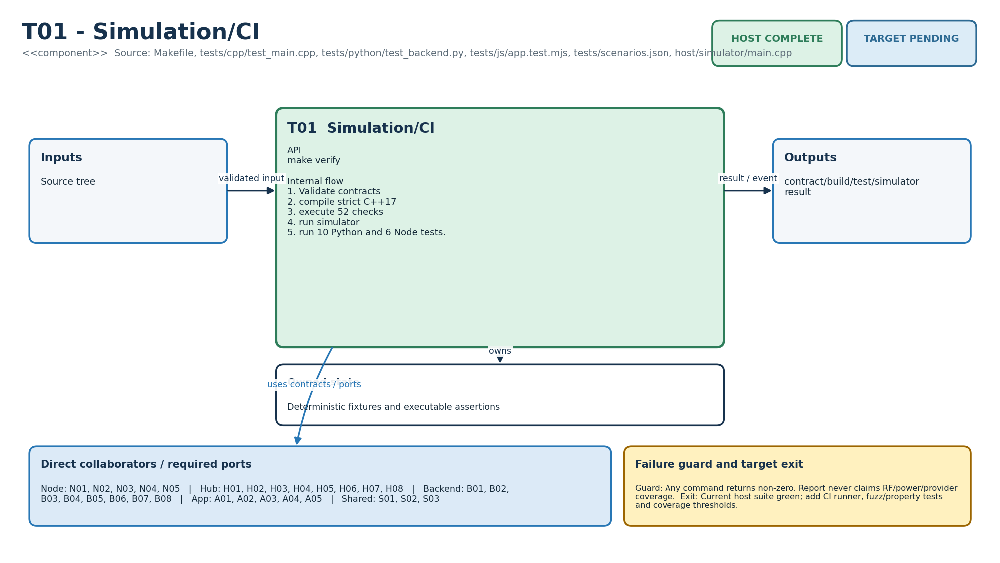 T01 - Simulation/CI
HOST COMPLETE
TARGET PENDING
<<component>>  Source: Makefile, tests/cpp/test_main.cpp, tests/python/test_backend.py, tests/js/app.test.mjs, tests/scenarios.json, host/simulator/main.cpp
Inputs
Source tree
validated input
T01  Simulation/CI
API
make verify
Internal flow
1. Validate contracts
2. compile strict C++17
3. execute 52 checks
4. run simulator
5. run 10 Python and 6 Node tests.
result / event
Outputs
contract/build/test/simulator
result
owns
uses contracts / ports
Deterministic fixtures and executable assertions
Direct collaborators / required ports
Node: N01, N02, N03, N04, N05   |   Hub: H01, H02, H03, H04, H05, H06, H07, H08   |   Backend: B01, B02,
B03, B04, B05, B06, B07, B08   |   App: A01, A02, A03, A04, A05   |   Shared: S01, S02, S03
Failure guard and target exit
Guard: Any command returns non-zero. Report never claims RF/power/provider
coverage.  Exit: Current host suite green; add CI runner, fuzz/property tests
and coverage thresholds.